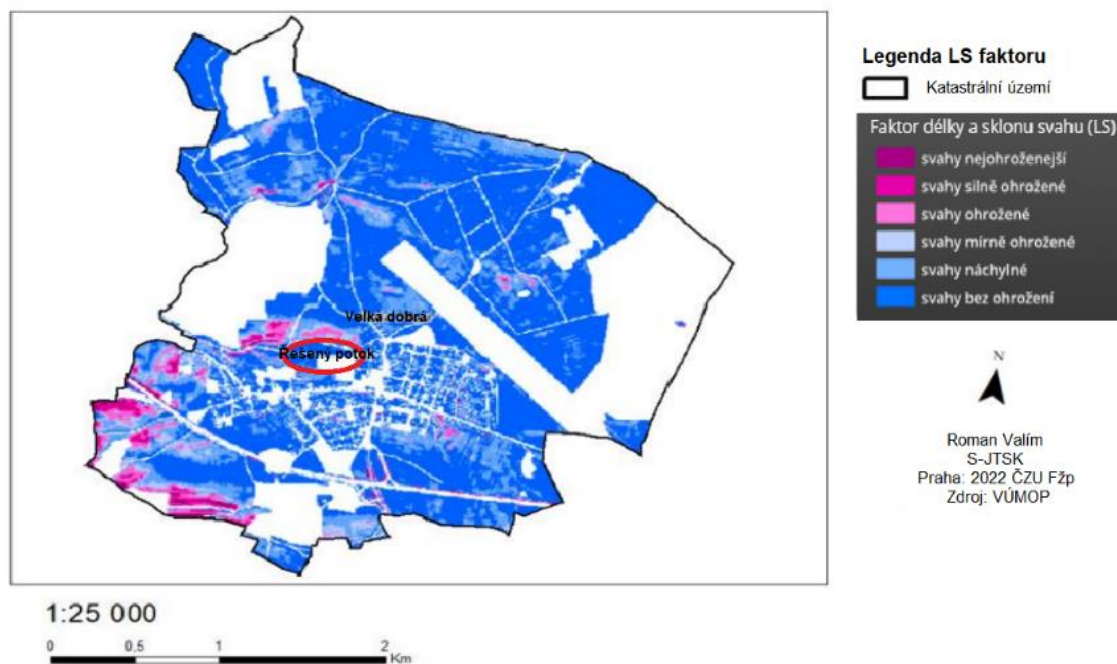 Legenda LS faktoru
Katastrální území
Faktor délky a sklonu svahu (LS)
svahy nejohroženejší
svahy silně ohrožené
svahy ohrožené
svahy mírně ohrožené
svahy náchylné
svahy bez ohrožení
Velká dobrá
Řešený potok
N
Roman Valím
S-JTSK
Praha: 2022 ČZU Fžp
Zdroj: VÚMOP
1:25 000
0 0,5 1 2
Km